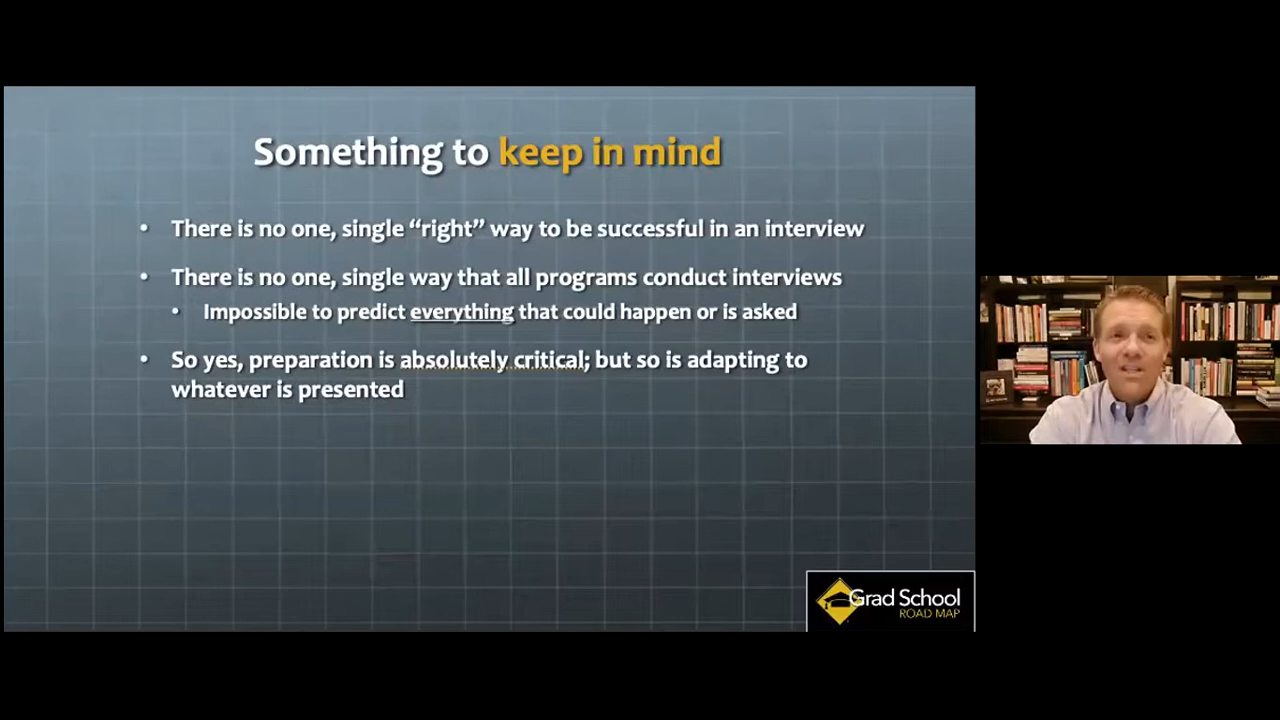 Something to keep in mind
• There is no one, single “right” way to be successful in an interview
• There is no one, single way that all programs conduct interviews
• Impossible to predict everything that could happen or is asked
• So yes, preparation is absolutely critical; but so is adapting to
whatever is presented
Grad School
ROAD MAP